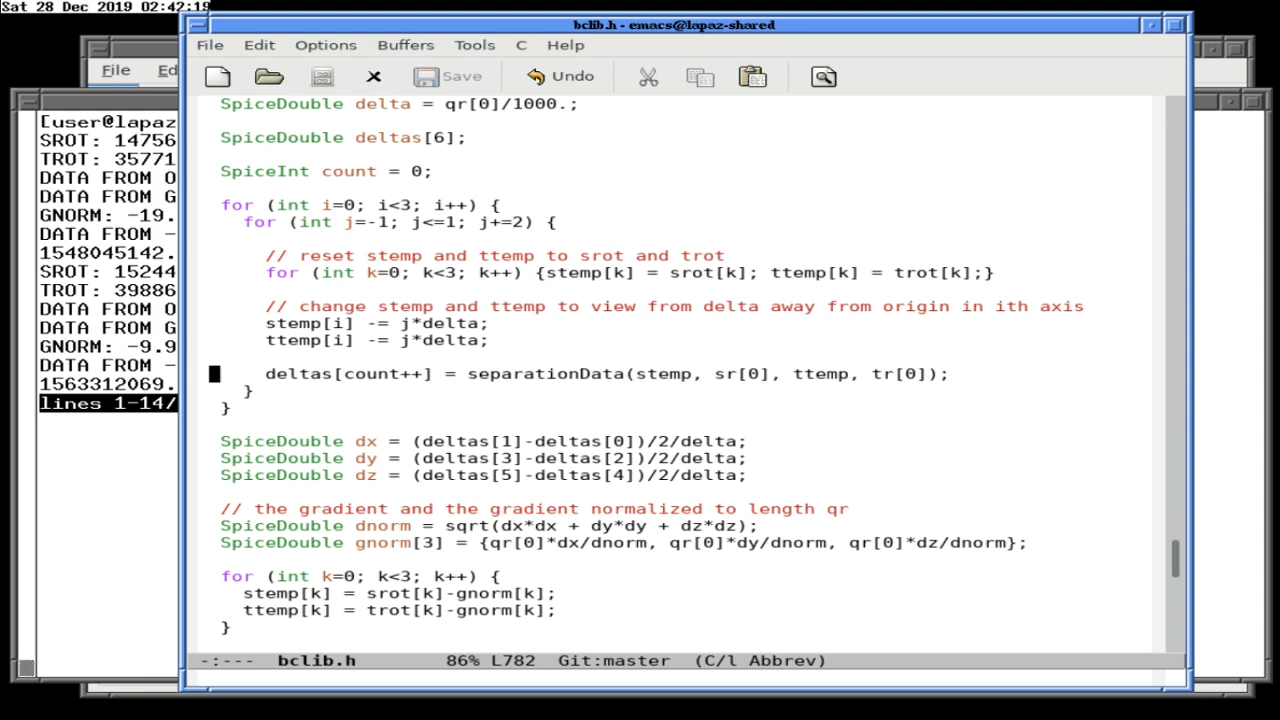 Sat 28 Dec 2019 02:42:19
bclib.h - emacs@lapaz-shared
File Edit Options Buffers Tools C Help
Save Undo
File Ed
[user@lapaz
SROT: 14756
TROT: 35771
DATA FROM O
DATA FROM G
GNORM: -19.
DATA FROM -
1548045142.
SROT: 15244
TROT: 39886
DATA FROM O
DATA FROM G
GNORM: -9.9
DATA FROM -
1563312069.
lines 1-14/
SpiceDouble delta = qr[0]/1000.;
SpiceDouble deltas[6];
SpiceInt count = 0;
for (int i=0; i<3; i++) {
for (int j=-1; j<=1; j+=2) {
// reset stemp and ttemp to srot and trot
for (int k=0; k<3; k++) {stemp[k] = srot[k]; ttemp[k] = trot[k];}
// change stemp and ttemp to view from delta away from origin in ith axis
stemp[i] -= j*delta;
ttemp[i] -= j*delta;
deltas[count++] = separationData(stemp, sr[0], ttemp, tr[0]);
}
}
SpiceDouble dx = (deltas[1]-deltas[0])/2/delta;
SpiceDouble dy = (deltas[3]-deltas[2])/2/delta;
SpiceDouble dz = (deltas[5]-deltas[4])/2/delta;
// the gradient and the gradient normalized to length qr
SpiceDouble dnorm = sqrt(dx*dx + dy*dy + dz*dz);
SpiceDouble gnorm[3] = {qr[0]*dx/dnorm, qr[0]*dy/dnorm, qr[0]*dz/dnorm};
for (int k=0; k<3; k++) {
stemp[k] = srot[k]-gnorm[k];
ttemp[k] = trot[k]-gnorm[k];
}
-:--- bclib.h 86% L782 Git:master (C/l Abbrev)